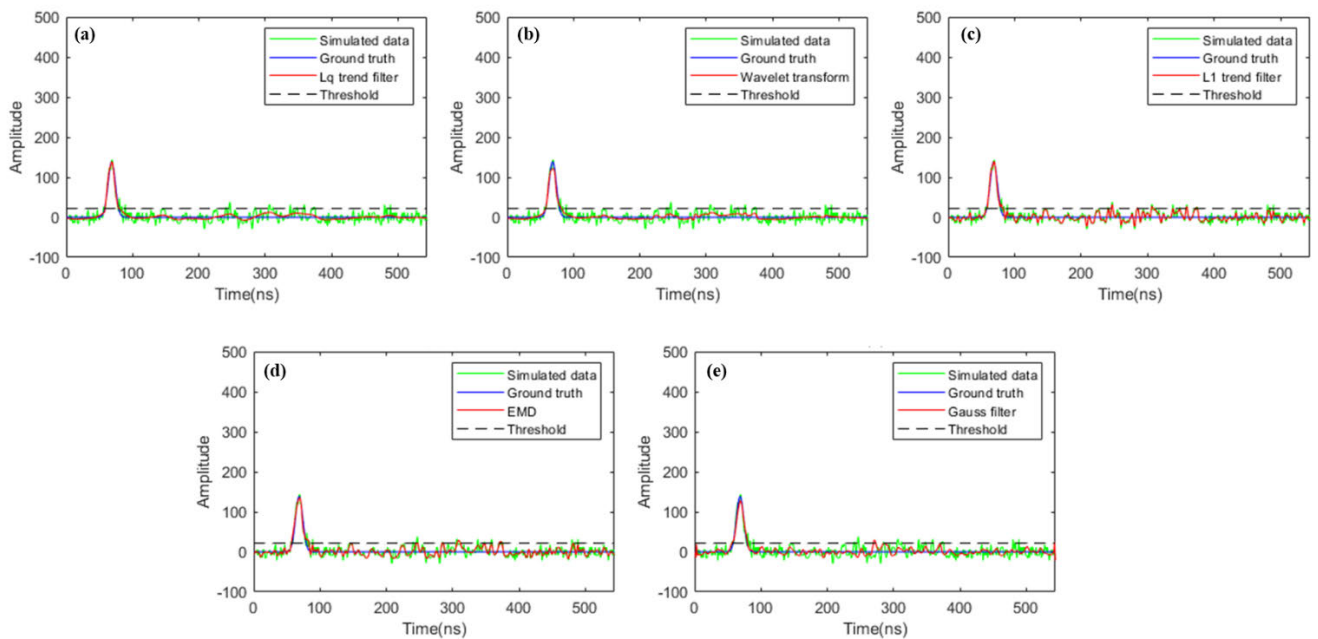 (a)
Simulated data
Ground truth
Lq trend filter
Threshold
500
400
300
200
100
0
-100
Amplitude
0 100 200 300 400 500
Time(ns)
(b)
Simulated data
Ground truth
Wavelet transform
Threshold
500
400
300
200
100
0
-100
Amplitude
0 100 200 300 400 500
Time(ns)
(c)
Simulated data
Ground truth
L1 trend filter
Threshold
500
400
300
200
100
0
-100
Amplitude
0 100 200 300 400 500
Time(ns)
(d)
Simulated data
Ground truth
EMD
Threshold
500
400
300
200
100
0
-100
Amplitude
0 100 200 300 400 500
Time(ns)
(e)
Simulated data
Ground truth
Gauss filter
Threshold
500
400
300
200
100
0
-100
Amplitude
0 100 200 300 400 500
Time(ns)